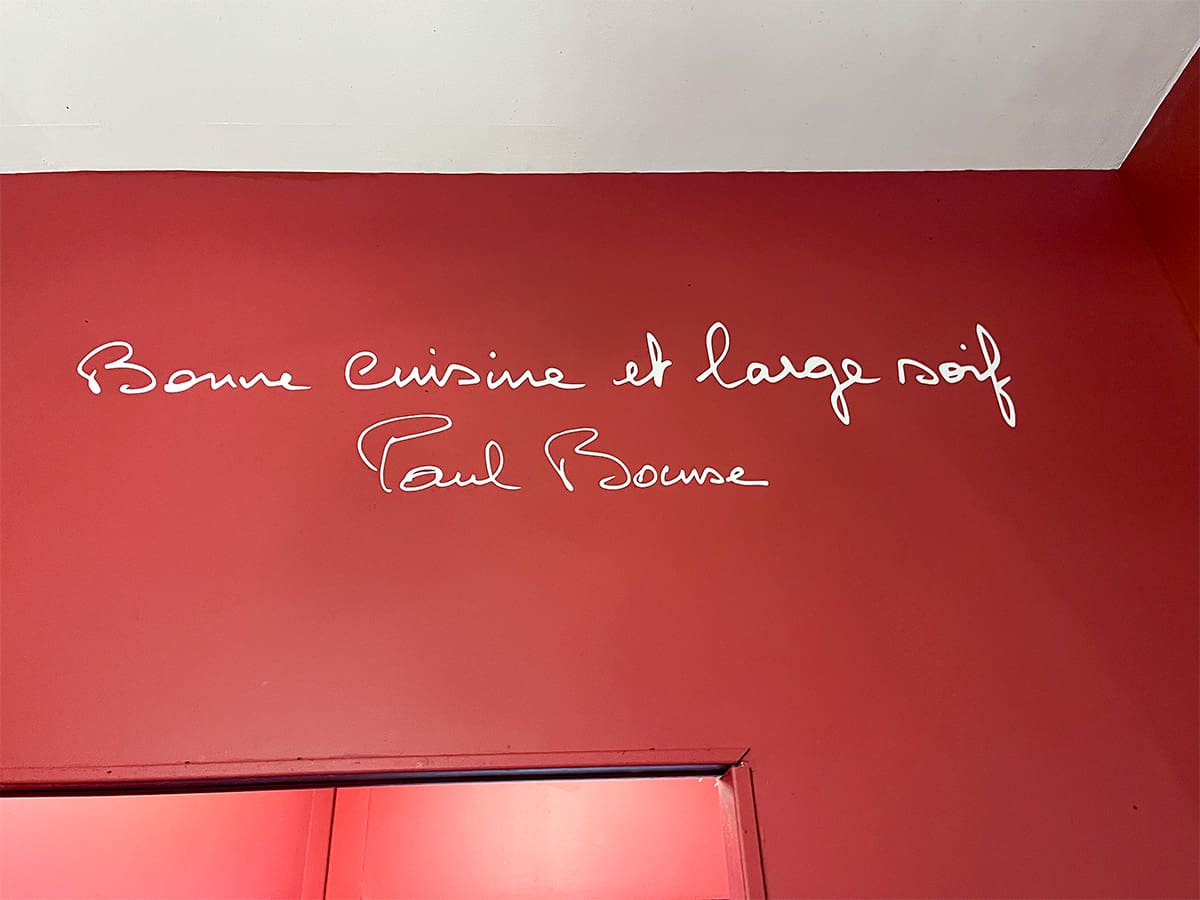 Bonne cuisine et large soif
Paul Bocuse